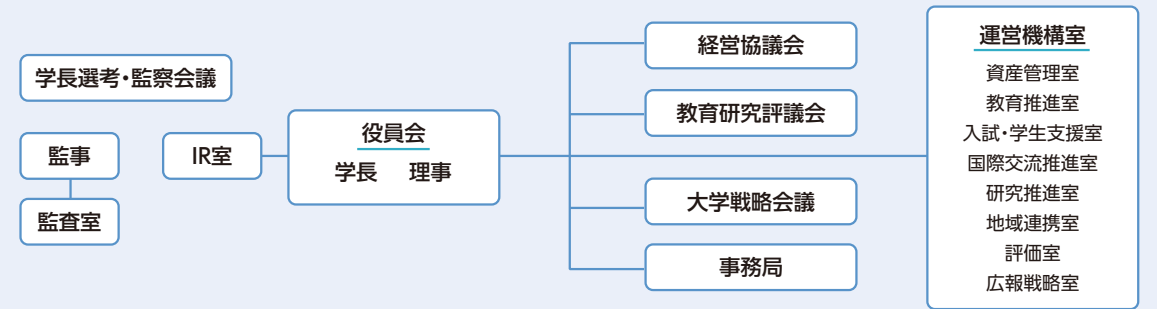 学長選考・監察会議
監事
監査室
IR室
役員会
学長 理事
経営協議会
教育研究評議会
大学戦略会議
事務局
運営機構室
資産管理室
教育推進室
入試・学生支援室
国際交流推進室
研究推進室
地域連携室
評価室
広報戦略室